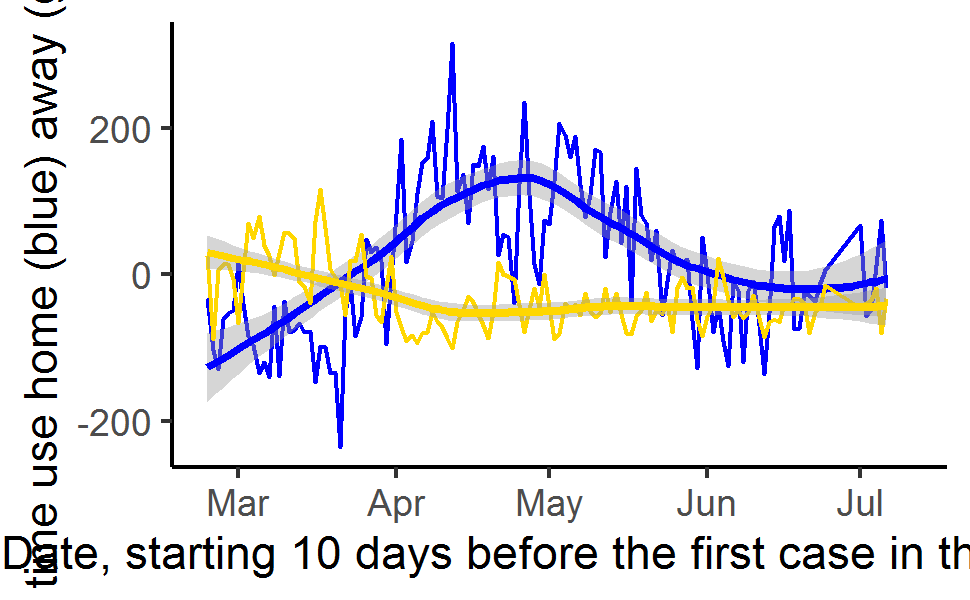 time use home (blue) away (g
200
0
-200
Mar Apr May Jun Jul
Date, starting 10 days before the first case in th